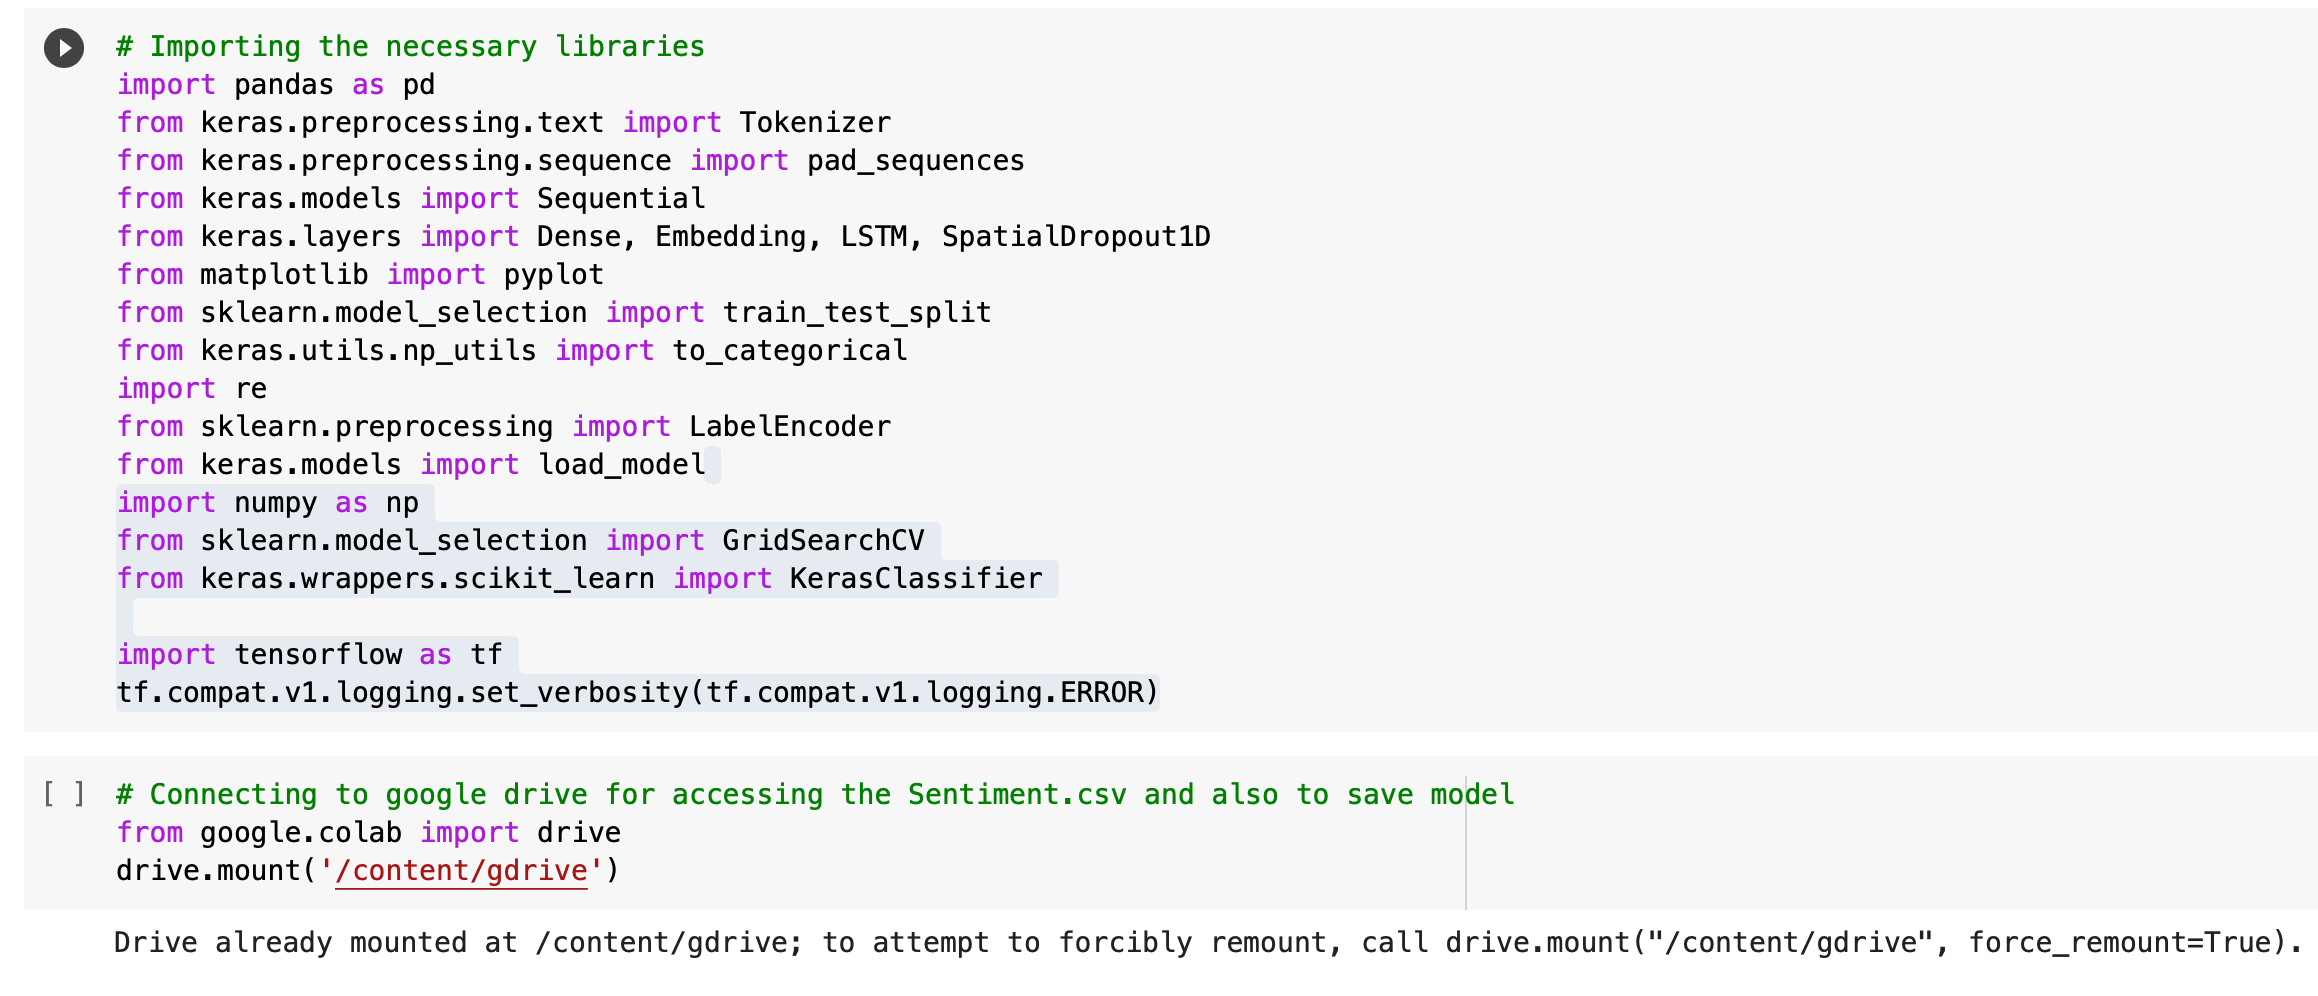 # Importing the necessary libraries
import pandas as pd
from keras.preprocessing.text import Tokenizer
from keras.preprocessing.sequence import pad_sequences
from keras.models import Sequential
from keras.layers import Dense, Embedding, LSTM, SpatialDropout1D
from matplotlib import pyplot
from sklearn.model_selection import train_test_split
from keras.utils.np_utils import to_categorical
import re
from sklearn.preprocessing import LabelEncoder
from keras.models import load_model
import numpy as np
from sklearn.model_selection import GridSearchCV
from keras.wrappers.scikit_learn import KerasClassifier
import tensorflow as tf
tf.compat.v1.logging.set_verbosity(tf.compat.v1.logging.ERROR)
[ ] # Connecting to google drive for accessing the Sentiment.csv and also to save model
from google.colab import drive
drive.mount('/content/gdrive')
Drive already mounted at /content/gdrive; to attempt to forcibly remount, call drive.mount("/content/gdrive", force_remount=True).